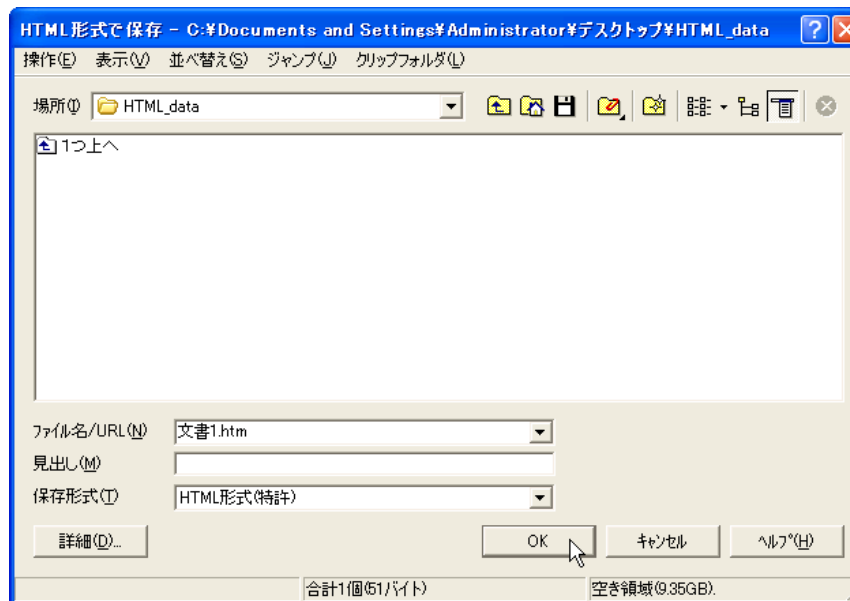 HTML形式で保存 - C:¥Documents and Settings¥Administrator¥デスクトップ¥HTML_data
操作(E) 表示(V) 並べ替え(S) ジャンプ(J) クリップフォルダ(L)
場所(I) HTML_data
1つ上へ
ファイル名/URL(N) 文書1.htm
見出し(M)
保存形式(T) HTML形式(特許)
詳細(D)... OK キャンセル ヘルプ(H)
合計1個(51バイト) 空き領域(9.35GB).